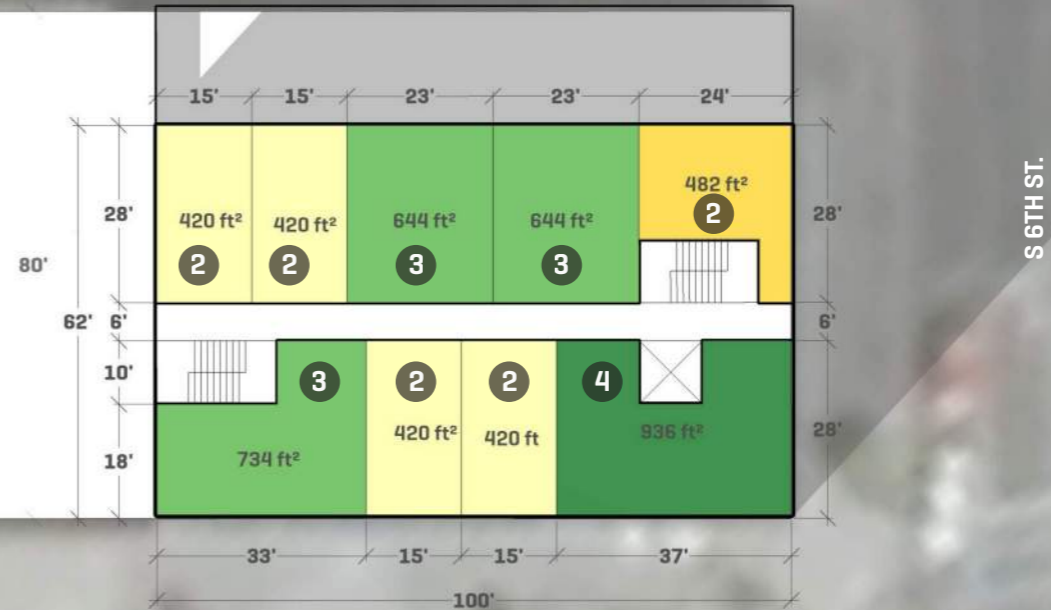 15' 15' 23' 23' 24'
28'
420 ft²
2
420 ft²
2
644 ft²
3
644 ft²
3
482 ft²
2
28'
S 6TH ST.
80'
62'
6'
6'
10'
18'
3
734 ft²
2
420 ft²
2
420 ft
4
936 ft²
28'
33' 15' 15' 37'
100'